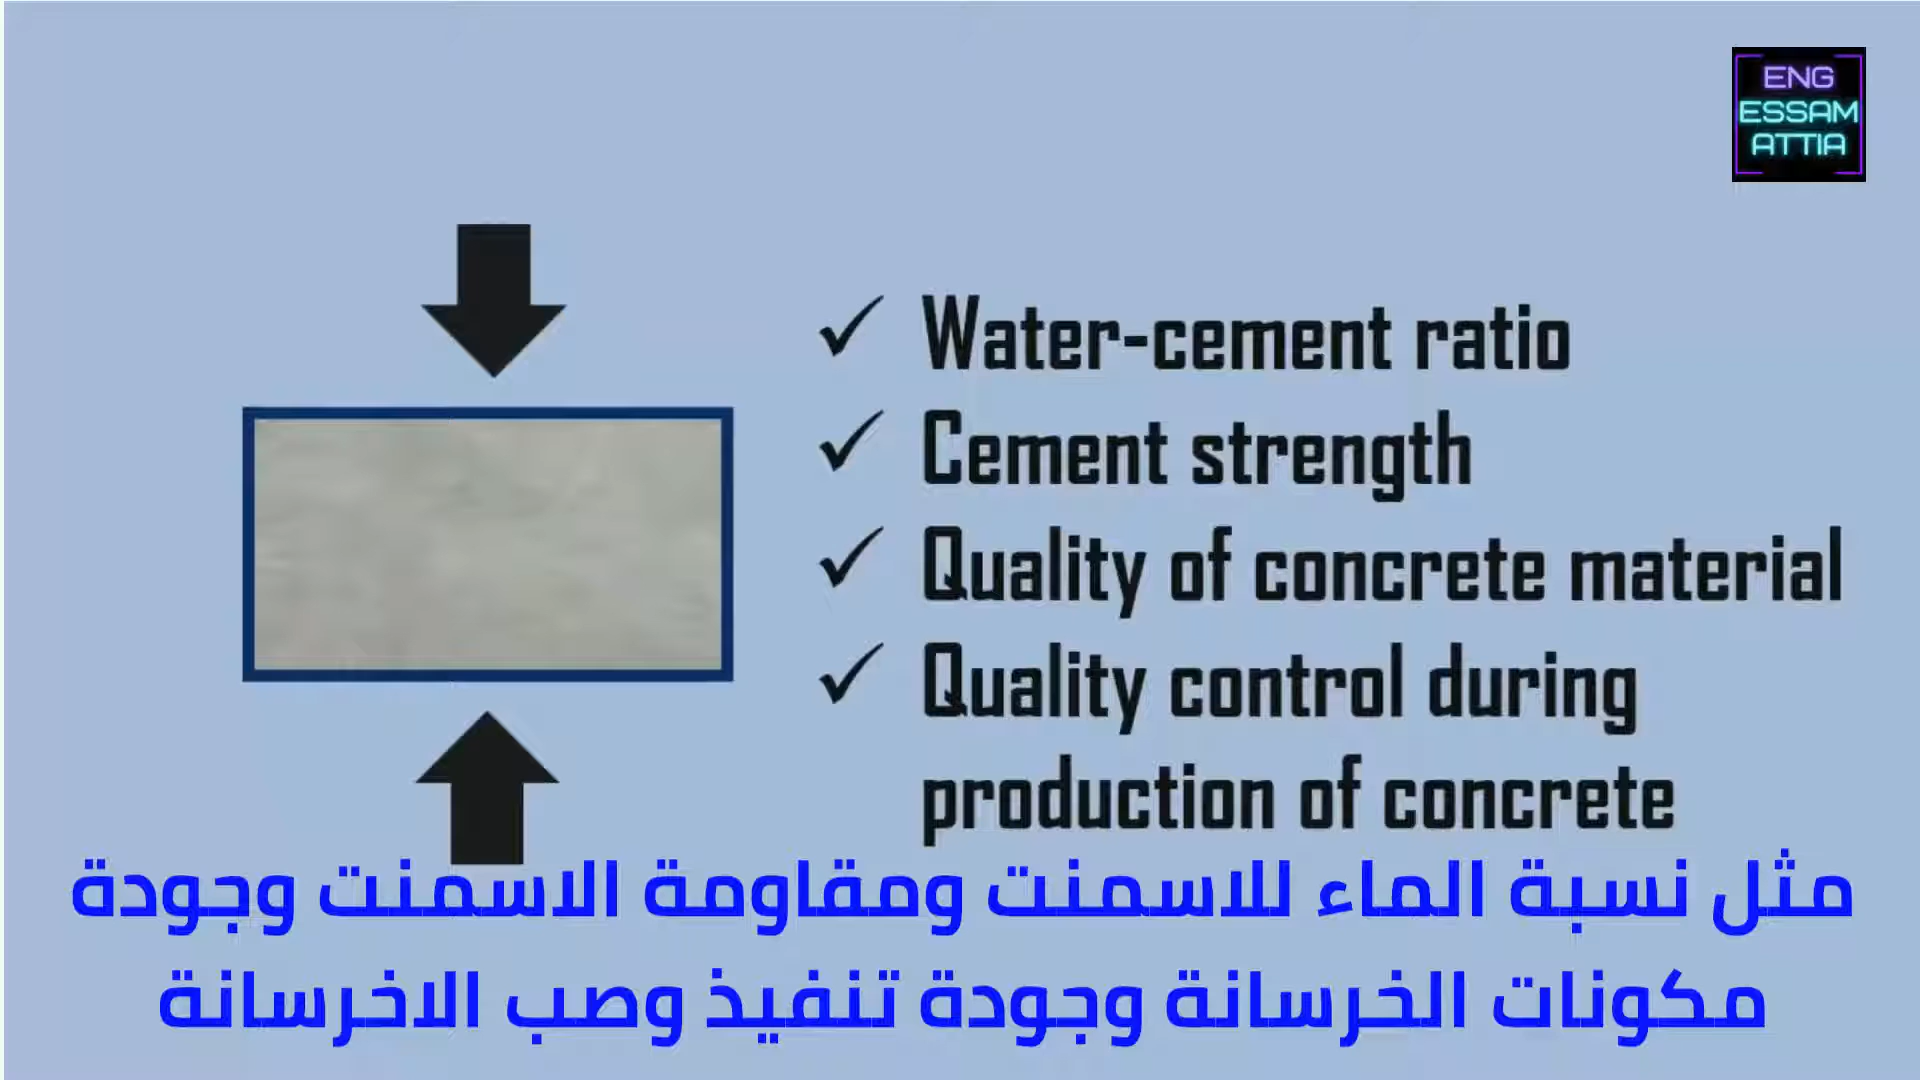 ENG
ESSAM
ATTIA
Water-cement ratio
Cement strength
Quality of concrete material
Quality control during
production of concrete
مثل نسبة الماء للاسمنت ومقاومة الاسمنت وجودة
مكونات الخرسانة وجودة تنفيذ وصب الاخرسانة